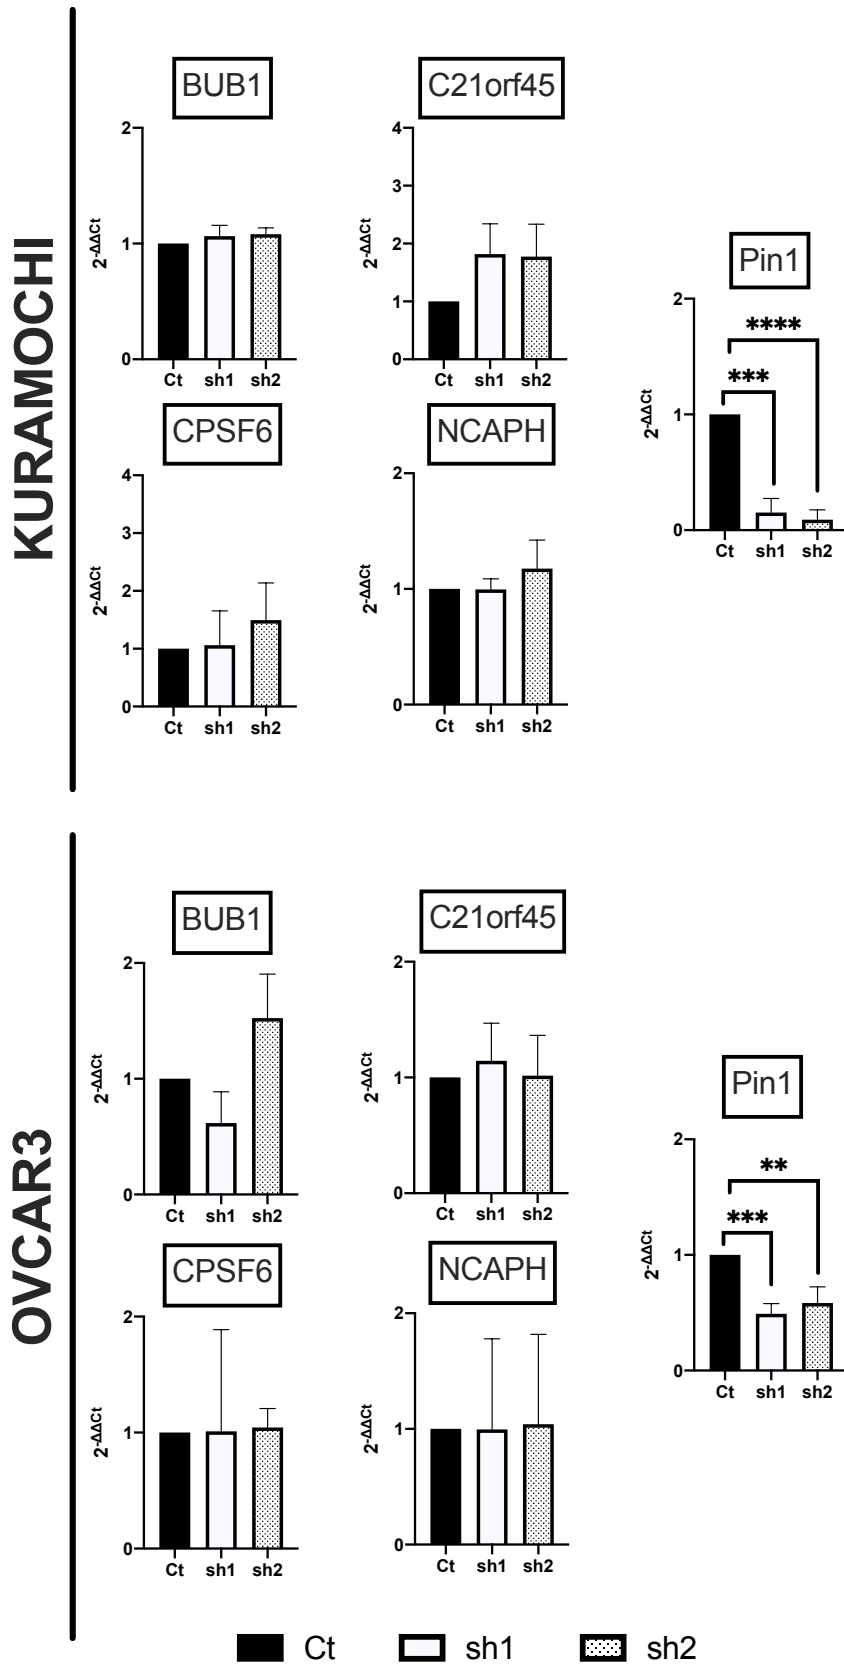 KURAMOCHI
BUB1
2
1
0
2-ΔΔCt
Ct sh1 sh2
C21orf45
4
3
2
1
0
2-ΔΔCt
Ct sh1 sh2
CPSF6
4
3
2
1
0
2-ΔΔCt
Ct sh1 sh2
NCAPH
2
1
0
2-ΔΔCt
Ct sh1 sh2
Pin1
2
1
0
2-ΔΔCt
****
***
Ct sh1 sh2
OVCAR3
BUB1
2
1
0
2-ΔΔCt
Ct sh1 sh2
C21orf45
2
1
0
2-ΔΔCt
Ct sh1 sh2
CPSF6
2
1
0
2-ΔΔCt
Ct sh1 sh2
NCAPH
2
1
0
2-ΔΔCt
Ct sh1 sh2
Pin1
2
1
0
2-ΔΔCt
**
***
Ct sh1 sh2
Ct sh1 sh2